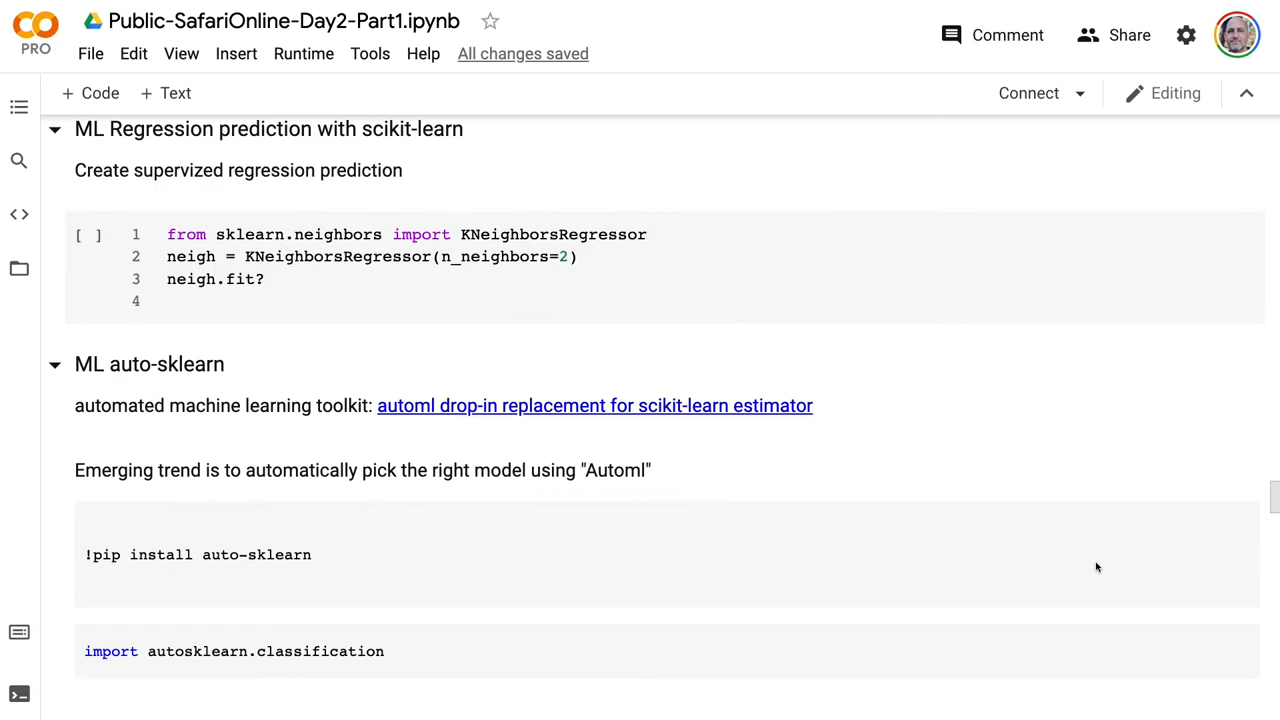 Public-SafariOnline-Day2-Part1.ipynb
PRO
File Edit View Insert Runtime Tools Help All changes saved
Comment Share
+ Code + Text
Connect Editing
ML Regression prediction with scikit-learn
Create supervized regression prediction
[ ] 1 from sklearn.neighbors import KNeighborsRegressor
2 neigh = KNeighborsRegressor(n_neighbors=2)
3 neigh.fit?
4
ML auto-sklearn
automated machine learning toolkit: automl drop-in replacement for scikit-learn estimator
Emerging trend is to automatically pick the right model using "Automl"
!pip install auto-sklearn
import autosklearn.classification